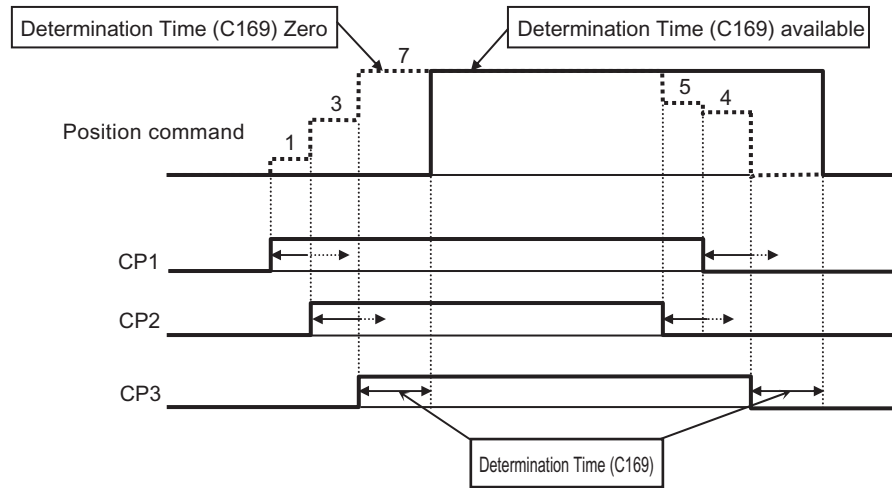 Determination Time (C169) Zero
Determination Time (C169) available
7
5
3
4
Position command
1
CP1
CP2
CP3
Determination Time (C169)